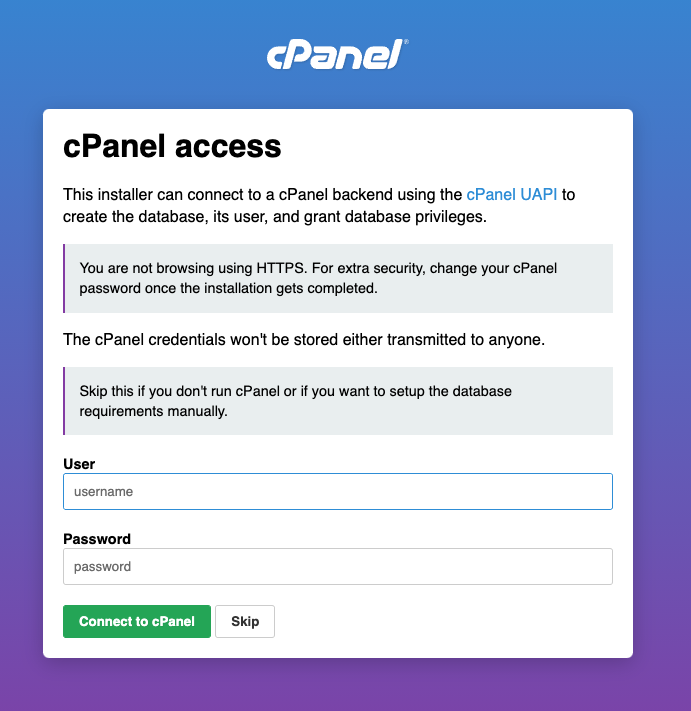 cPanel®
cPanel access
This installer can connect to a cPanel backend using the cPanel UAPI to
create the database, its user, and grant database privileges.
You are not browsing using HTTPS. For extra security, change your cPanel
password once the installation gets completed.
The cPanel credentials won't be stored either transmitted to anyone.
Skip this if you don't run cPanel or if you want to setup the database
requirements manually.
User
username
Password
password
Connect to cPanel Skip